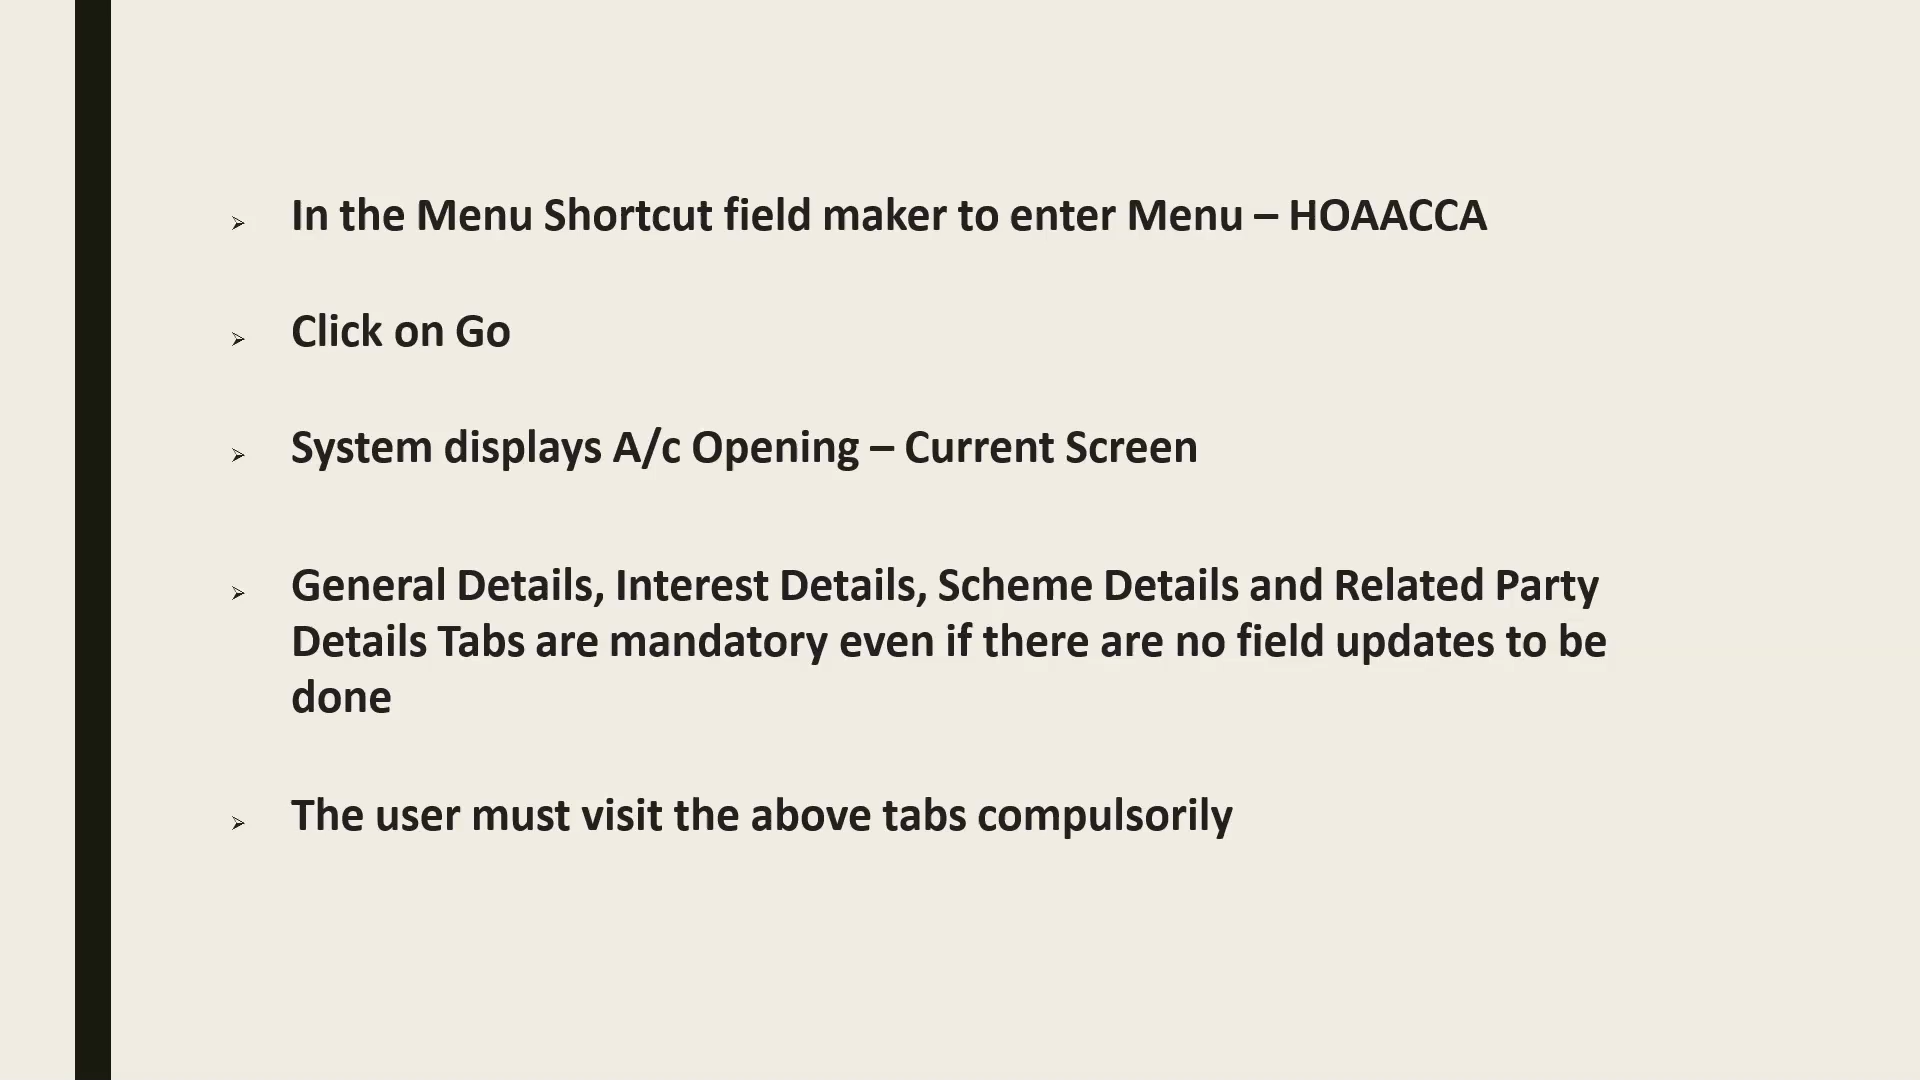 In the Menu Shortcut field maker to enter Menu – HOAACCA
Click on Go
System displays A/c Opening – Current Screen
General Details, Interest Details, Scheme Details and Related Party
Details Tabs are mandatory even if there are no field updates to be
done
The user must visit the above tabs compulsorily